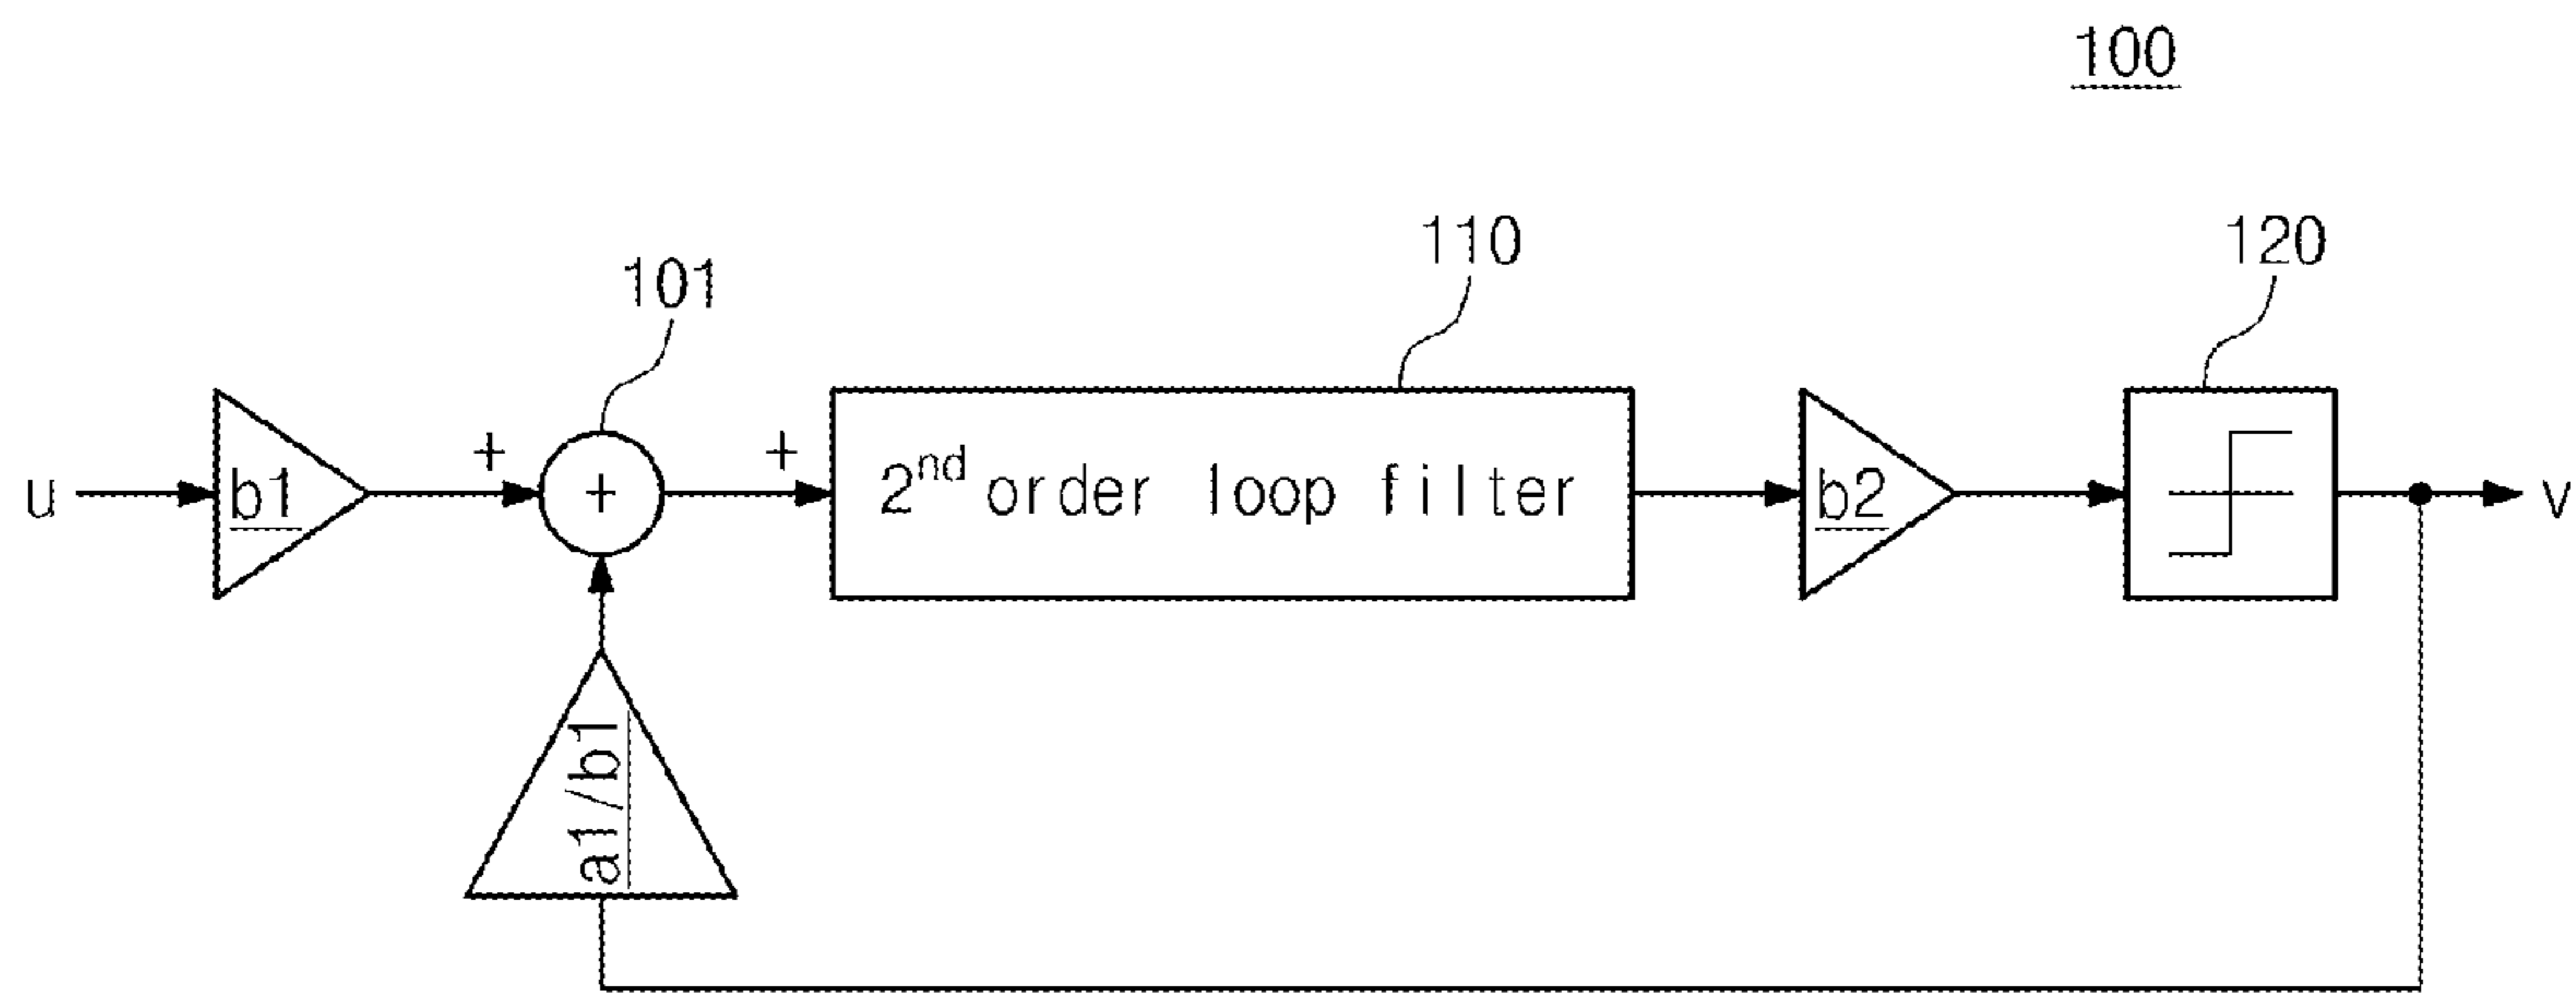 100
101
110
120
u
b1
+
+
+
2nd order loop filter
b2
v
a1/b1